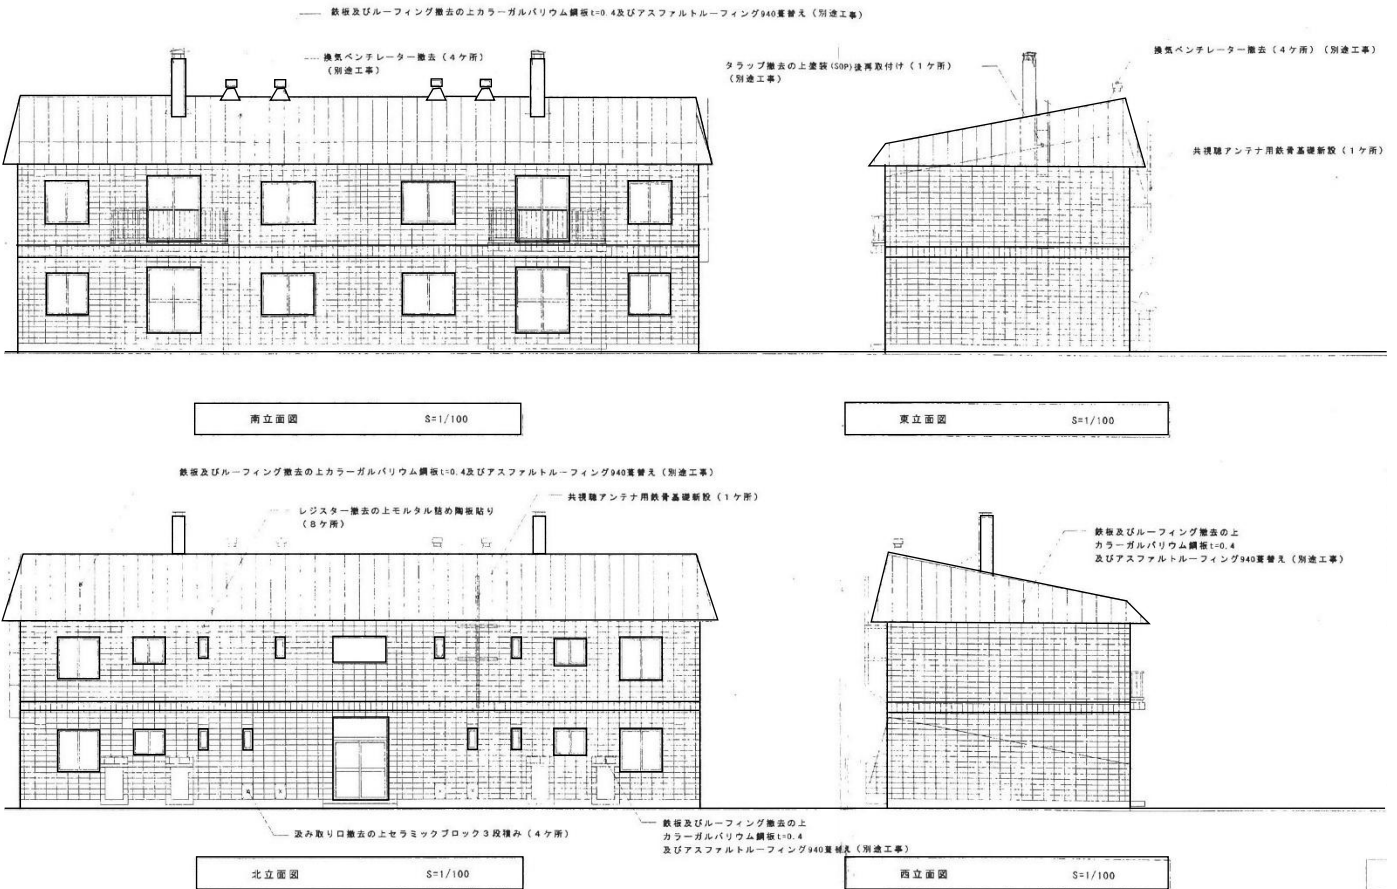 鉄板及びルーフィング撤去の上カラーガルバリウム鋼板t=0.4及びアスファルトルーフィング940葺替え（別途工事）
換気ベンチレーター撤去（4ケ所）
（別途工事）
タラップ撤去の上塗装(SOP)後再取付け（1ケ所）
（別途工事）
換気ベンチレーター撤去（4ケ所）（別途工事）
共視聴アンテナ用鉄骨基礎新設（1ケ所）
南立面図 S=1/100
東立面図 S=1/100
鉄板及びルーフィング撤去の上カラーガルバリウム鋼板t=0.4及びアスファルトルーフィング940葺替え（別途工事）
共視聴アンテナ用鉄骨基礎新設（1ケ所）
レジスター撤去の上モルタル詰め陶板貼り
（8ケ所）
鉄板及びルーフィング撤去の上
カラーガルバリウム鋼板t=0.4
及びアスファルトルーフィング940葺替え（別途工事）
汲み取り口撤去の上セラミックブロック3段積み（4ケ所）
鉄板及びルーフィング撤去の上
カラーガルバリウム鋼板t=0.4
及びアスファルトルーフィング940葺替え（別途工事）
北立面図 S=1/100
西立面図 S=1/100